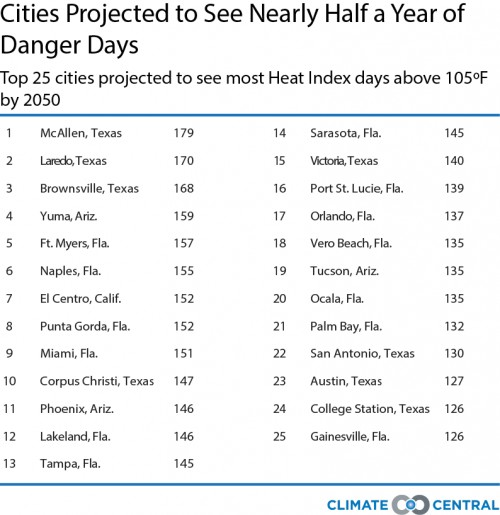 Cities Projected to See Nearly Half a Year of
Danger Days
Top 25 cities projected to see most Heat Index days above 105ºF
by 2050
1 McAllen, Texas 179
2 Laredo, Texas 170
3 Brownsville, Texas 168
4 Yuma, Ariz. 159
5 Ft. Myers, Fla. 157
6 Naples, Fla. 155
7 El Centro, Calif. 152
8 Punta Gorda, Fla. 152
9 Miami, Fla. 151
10 Corpus Christi, Texas 147
11 Phoenix, Ariz. 146
12 Lakeland, Fla. 146
13 Tampa, Fla. 145
14 Sarasota, Fla. 145
15 Victoria, Texas 140
16 Port St. Lucie, Fla. 139
17 Orlando, Fla. 137
18 Vero Beach, Fla. 135
19 Tucson, Ariz. 135
20 Ocala, Fla. 135
21 Palm Bay, Fla. 132
22 San Antonio, Texas 130
23 Austin, Texas 127
24 College Station, Texas 126
25 Gainesville, Fla. 126
CLIMATE CENTRAL